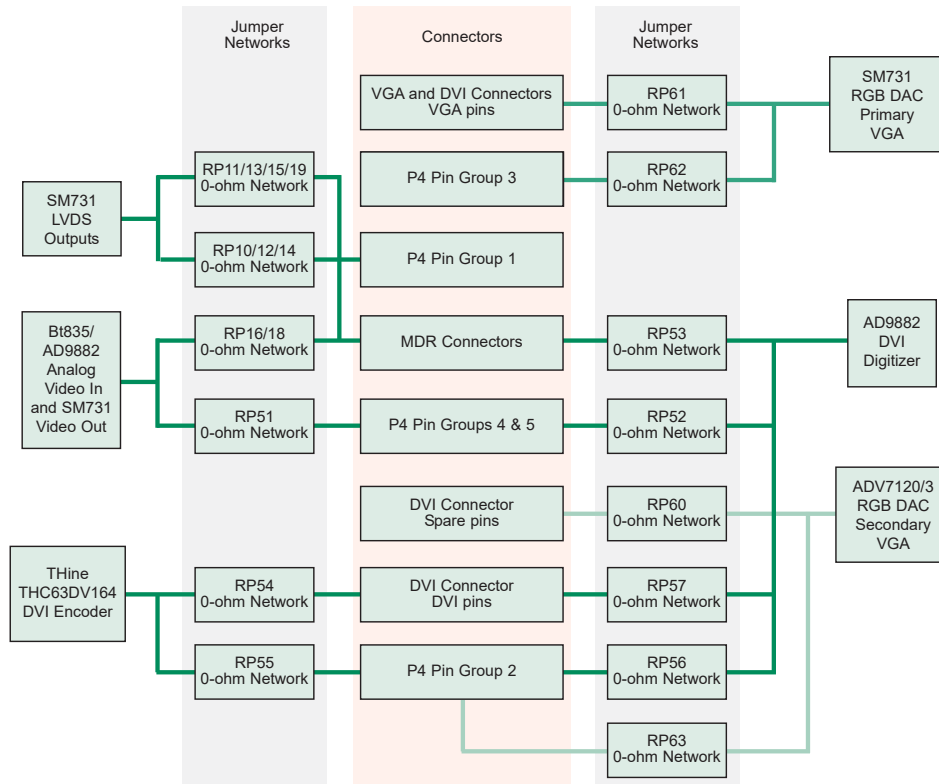 Jumper
Networks
Connectors
Jumper
Networks
VGA and DVI Connectors
VGA pins
RP61
0-ohm Network
SM731
RGB DAC
Primary
VGA
RP11/13/15/19
0-ohm Network
P4 Pin Group 3
RP62
0-ohm Network
SM731
LVDS
Outputs
RP10/12/14
0-ohm Network
P4 Pin Group 1
Bt835/
AD9882
Analog
Video In
and SM731
Video Out
RP16/18
0-ohm Network
MDR Connectors
RP53
0-ohm Network
AD9882
DVI
Digitizer
RP51
0-ohm Network
P4 Pin Groups 4 & 5
RP52
0-ohm Network
DVI Connector
Spare pins
RP60
0-ohm Network
ADV7120/3
RGB DAC
Secondary
VGA
THine
THC63DV164
DVI Encoder
RP54
0-ohm Network
DVI Connector
DVI pins
RP57
0-ohm Network
RP55
0-ohm Network
P4 Pin Group 2
RP56
0-ohm Network
RP63
0-ohm Network